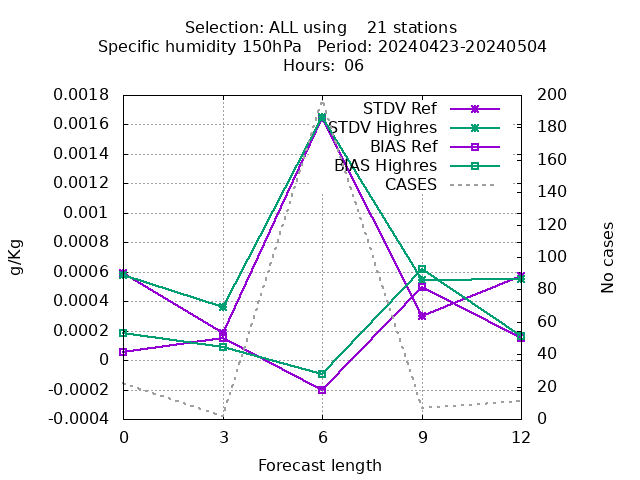 Selection: ALL using    21 stations
Specific humidity 150hPa   Period: 20240423-20240504
Hours:  06
STDV Ref
STDV Highres
BIAS Ref
BIAS Highres
CASES
0.0018
0.0016
0.0014
0.0012
0.001
0.0008
0.0006
0.0004
0.0002
0
-0.0002
-0.0004
200
180
160
140
120
100
80
60
40
20
0
g/Kg
No cases
0 3 6 9 12
Forecast length